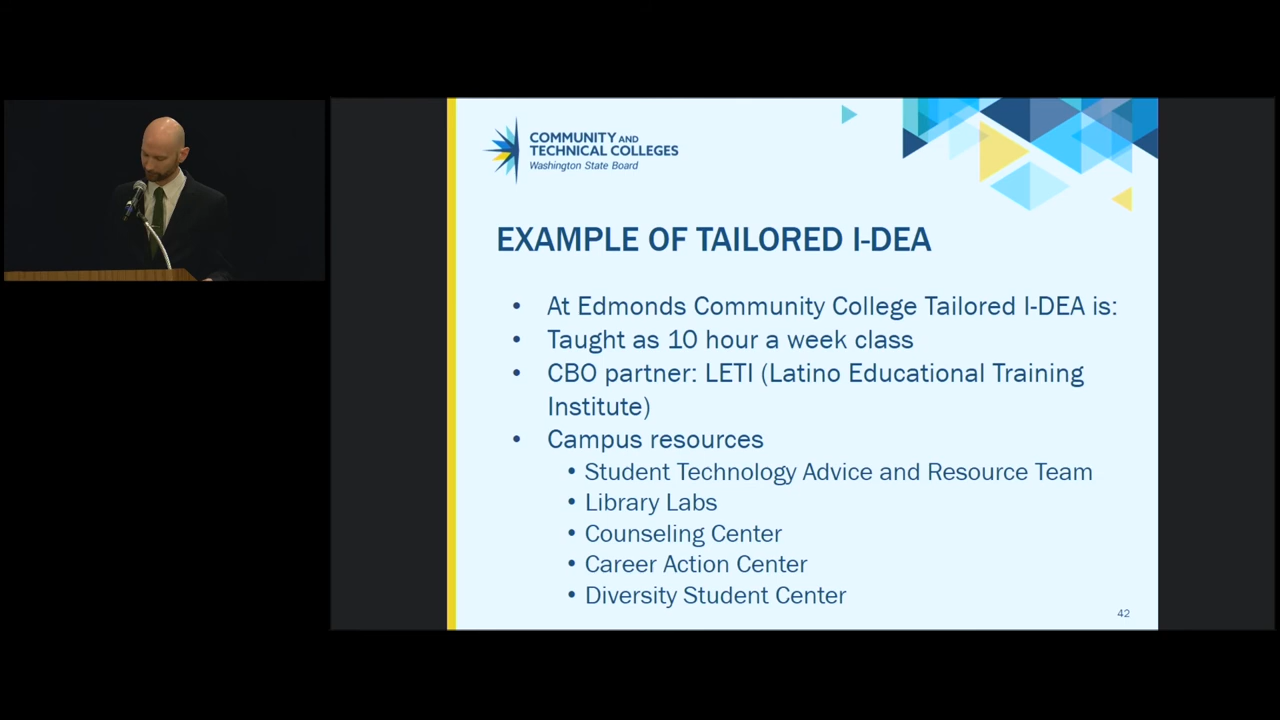 COMMUNITY AND
TECHNICAL COLLEGES
Washington State Board
EXAMPLE OF TAILORED I-DEA
• At Edmonds Community College Tailored I-DEA is:
• Taught as 10 hour a week class
• CBO partner: LETI (Latino Educational Training
Institute)
• Campus resources
• Student Technology Advice and Resource Team
• Library Labs
• Counseling Center
• Career Action Center
• Diversity Student Center
42